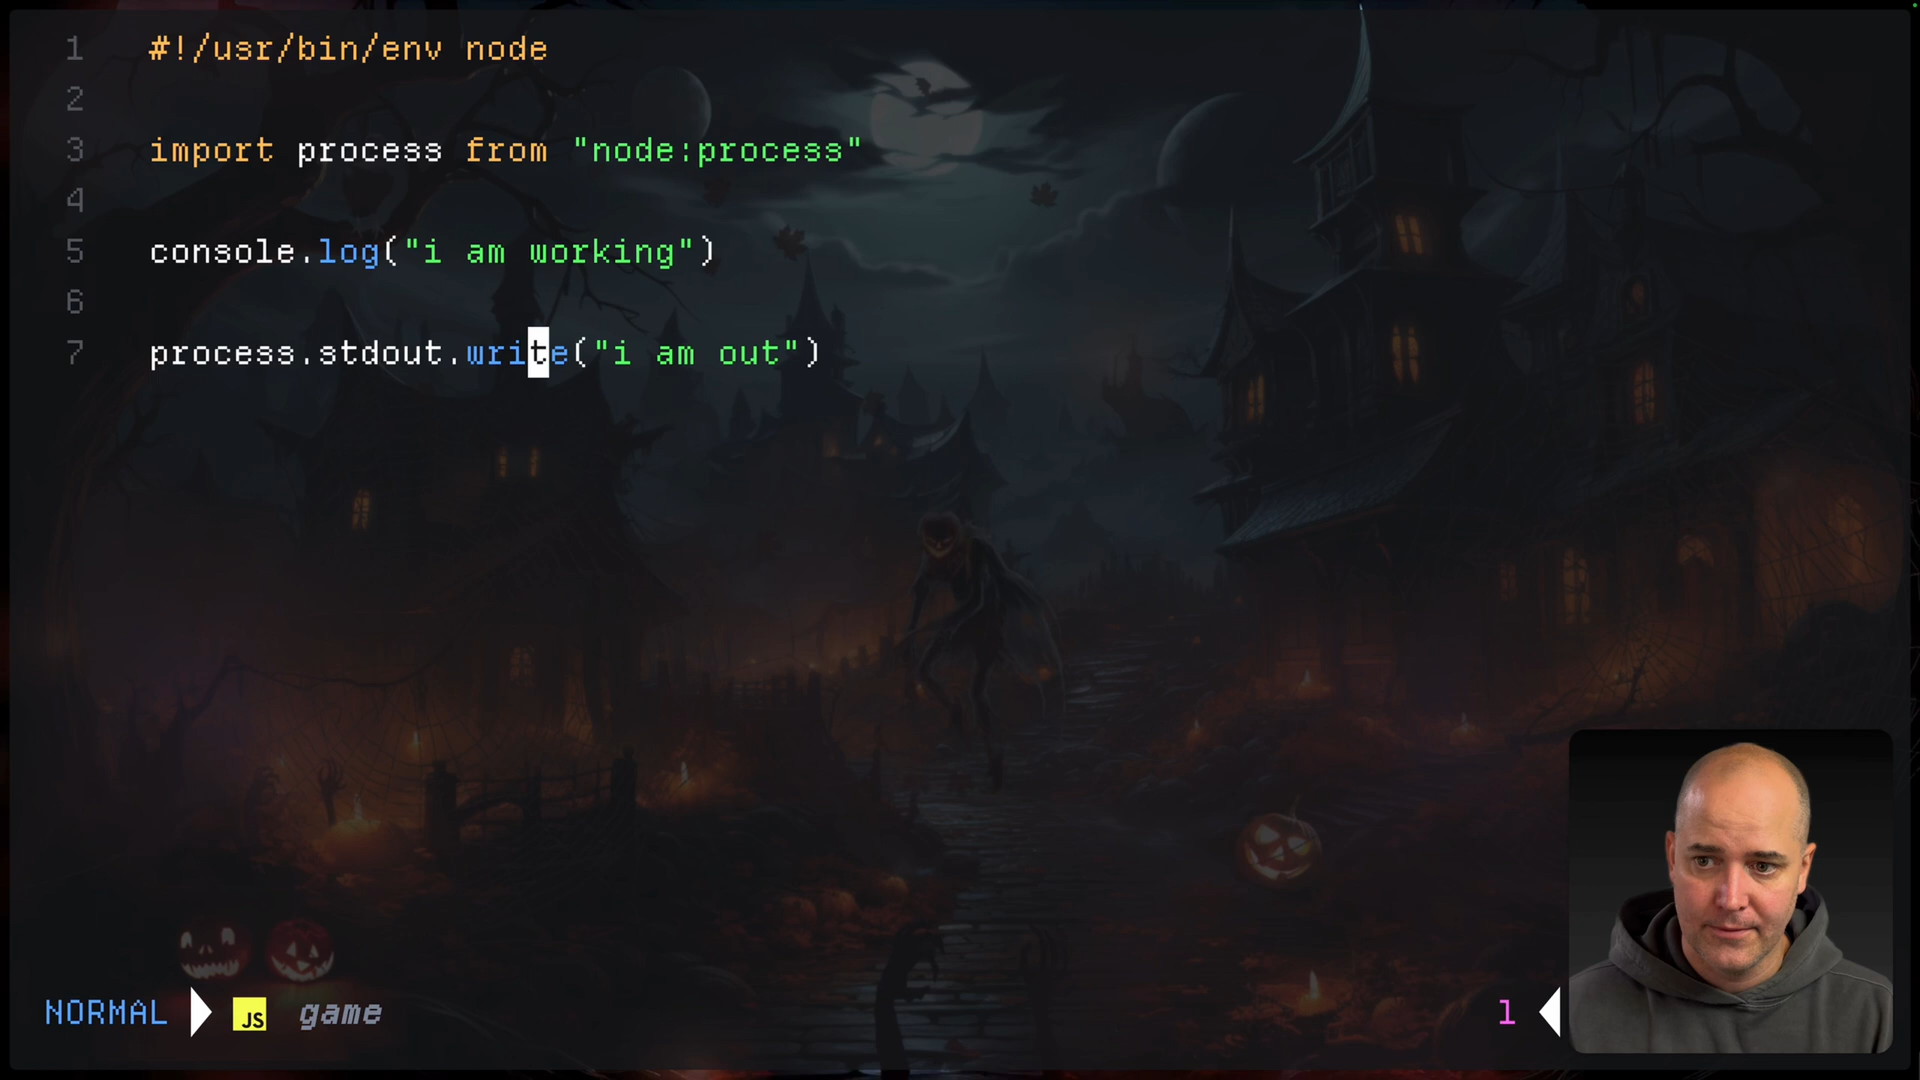 1 #!/usr/bin/env node
2
3 import process from "node:process"
4
5 console.log("i am working")
6
7 process.stdout.write("i am out")
NORMAL JS game 1